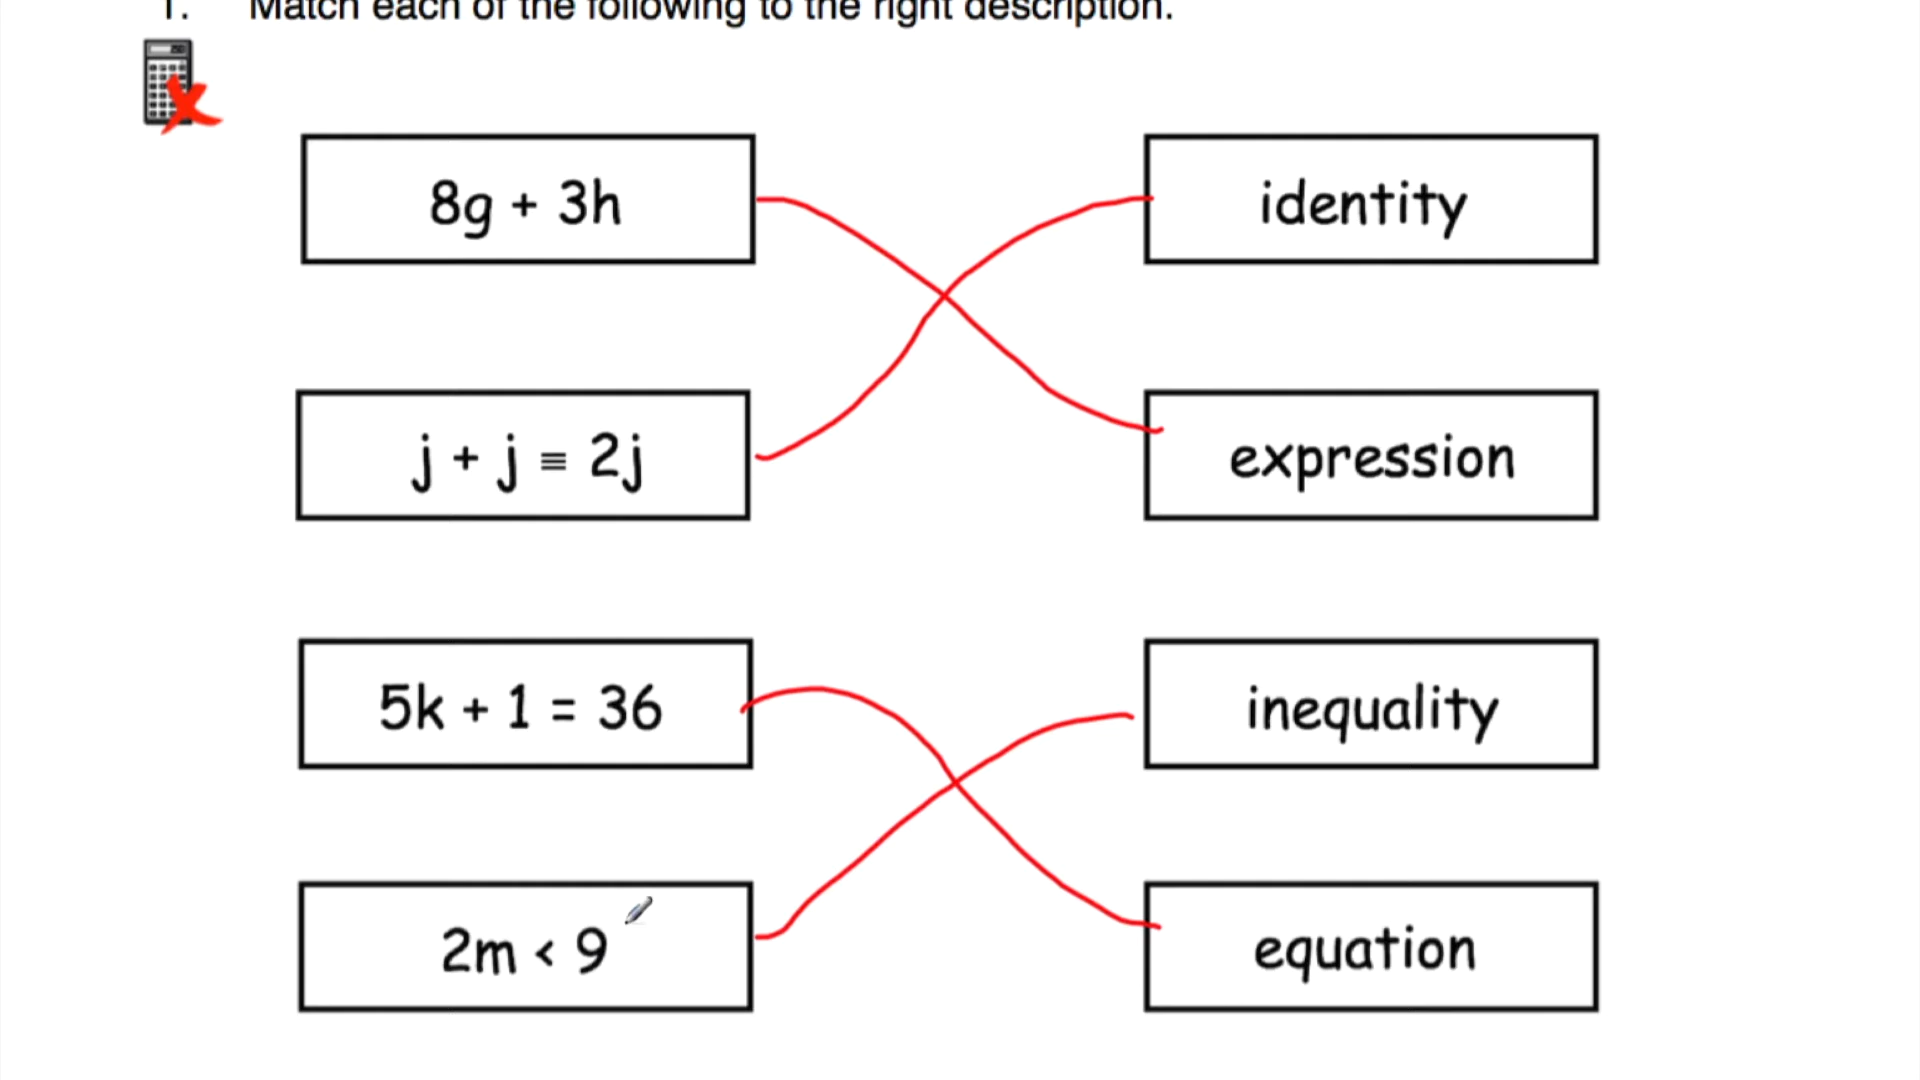 1. Match each of the following to the right description.
8g + 3h
identity
j + j ≡ 2j
expression
5k + 1 = 36
inequality
2m < 9
equation